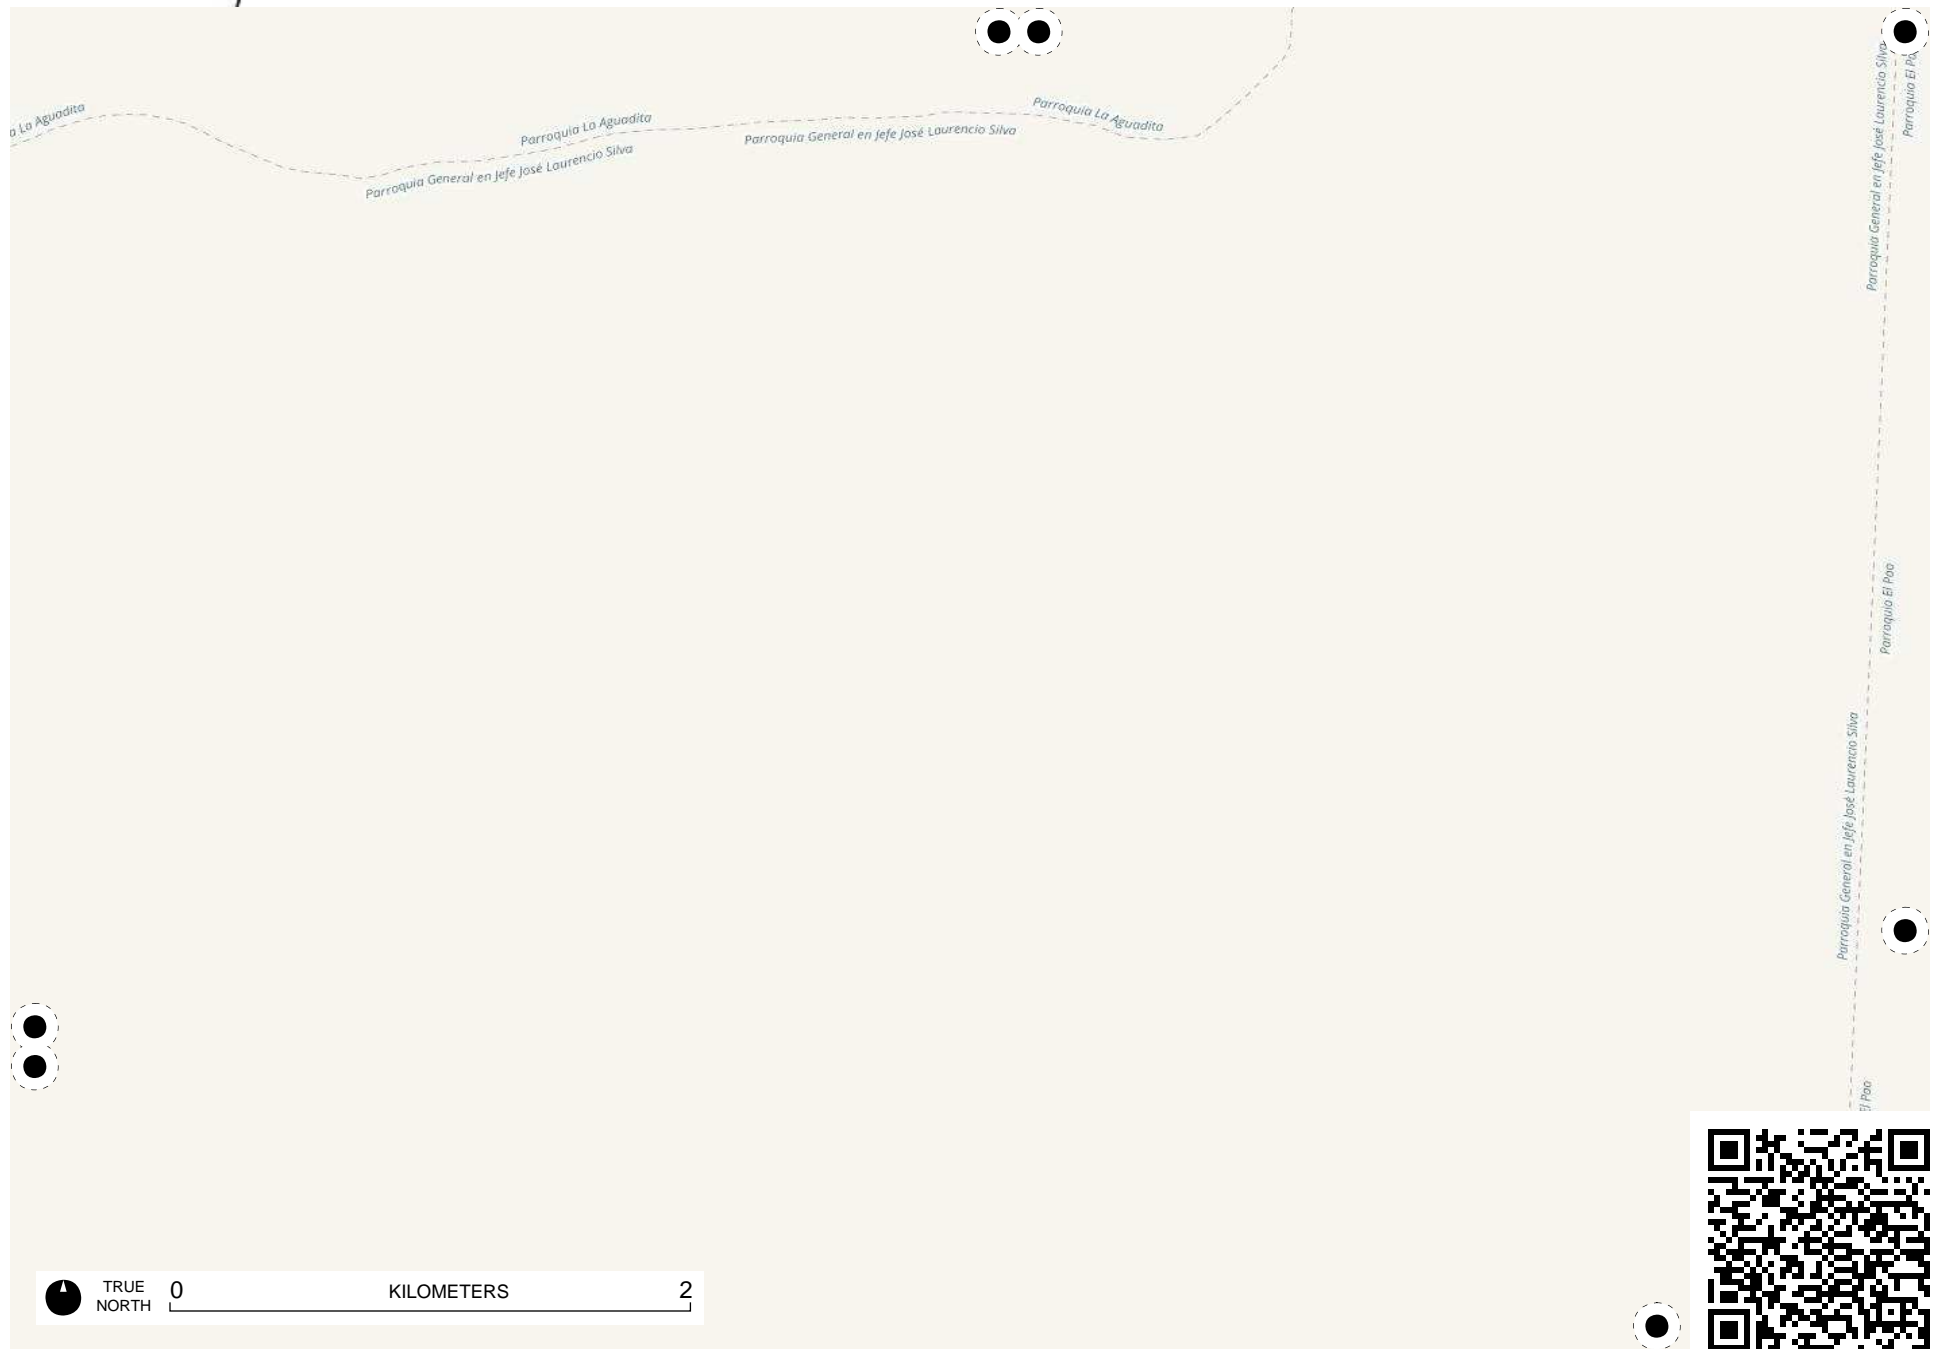 La Aguadita
Parroquia La Aguadita
Parroquia General en Jefe José Laurencio Silva
Parroquia General en Jefe José Laurencio Silva
Parroquia La Aguadita
Parroquia General en Jefe José Laurencio Silva
Parroquia El Pao
Parroquia El Pao
Parroquia General en Jefe José Laurencio Silva
El Pao
TRUE
NORTH
0 KILOMETERS 2